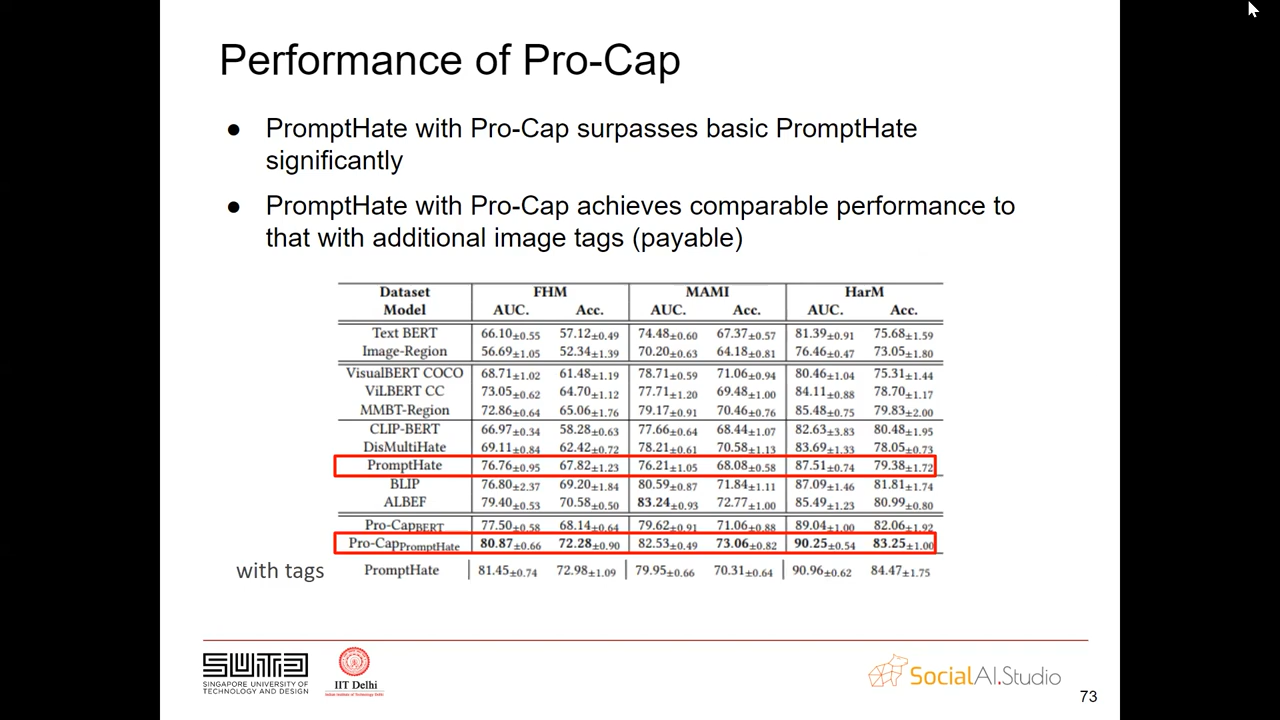 Performance of Pro-Cap
● PromptHate with Pro-Cap surpasses basic PromptHate
significantly
● PromptHate with Pro-Cap achieves comparable performance to
that with additional image tags (payable)
Dataset FHM MAMI HarM
Model AUC. Acc. AUC. Acc. AUC. Acc.
Text BERT 66.10±0.55 57.12±0.49 74.48±0.60 67.37±0.57 81.39±0.91 75.68±1.59
Image-Region 56.69±1.05 52.34±1.39 70.20±0.63 64.18±0.81 76.46±0.47 73.05±1.80
VisualBERT COCO 68.71±1.02 61.48±1.19 78.71±0.59 71.06±0.94 80.46±1.04 75.31±1.44
ViLBERT CC 73.05±0.62 64.70±1.12 77.71±1.20 69.48±1.00 84.11±0.88 78.70±1.17
MMBT-Region 72.86±0.64 65.06±1.76 79.17±0.91 70.46±0.76 85.48±0.75 79.83±2.00
CLIP-BERT 66.97±0.34 58.28±0.63 77.66±0.64 68.44±1.07 82.63±3.83 80.48±1.95
DisMultiHate 69.11±0.84 62.42±0.72 78.21±0.61 70.58±1.13 83.69±1.33 78.05±0.73
PromptHate 76.76±0.95 67.82±1.23 76.21±1.05 68.08±0.58 87.51±0.74 79.38±1.72
BLIP 76.80±2.37 69.20±1.84 80.59±0.87 71.84±1.11 87.09±1.46 81.81±1.74
ALBEF 79.40±0.53 70.58±0.50 83.24±0.93 72.77±1.00 85.49±1.23 80.99±0.80
Pro-CapBERT 77.50±0.58 68.14±0.64 79.62±0.91 71.06±0.88 89.04±1.00 82.06±1.92
Pro-CapPromptHate 80.87±0.66 72.28±0.90 82.53±0.49 73.06±0.82 90.25±0.54 83.25±1.00
with tags PromptHate 81.45±0.74 72.98±1.09 79.95±0.66 70.31±0.64 90.96±0.62 84.47±1.75
SUTD
SINGAPORE UNIVERSITY OF
TECHNOLOGY AND DESIGN
IIT Delhi
Indian Institute of Technology Delhi
SocialAI.Studio
73